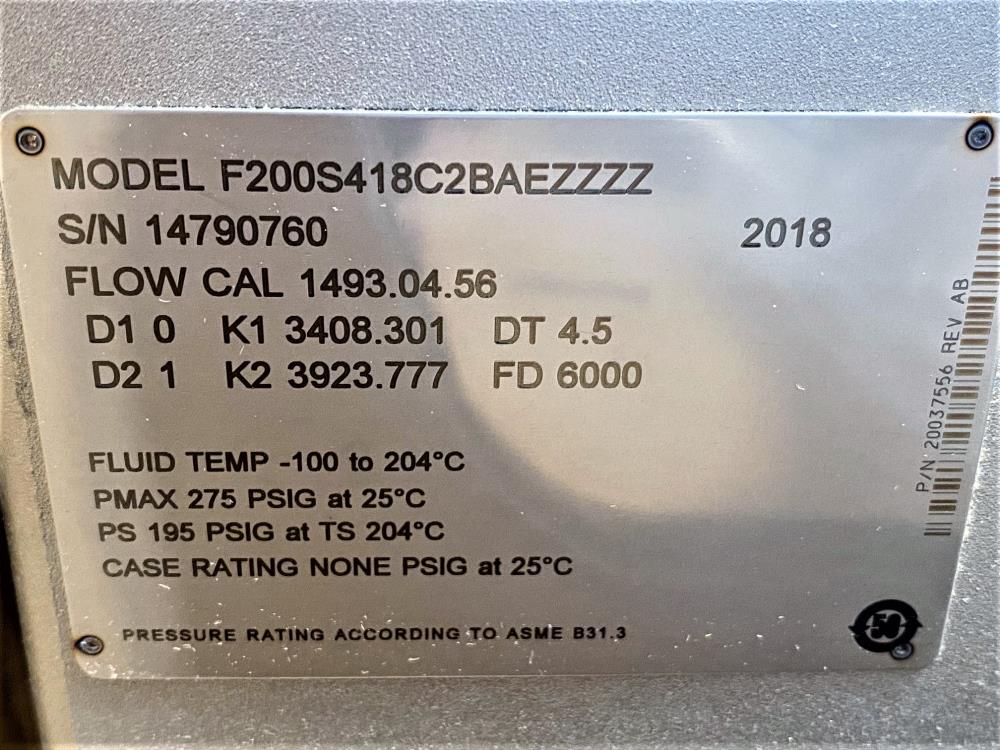 MODEL F200S418C2BAEZZZZ
S/N 14790760 2018
FLOW CAL 1493.04.56
D1 0 K1 3408.301 DT 4.5
D2 1 K2 3923.777 FD 6000
FLUID TEMP -100 to 204°C
PMAX 275 PSIG at 25°C
PS 195 PSIG at TS 204°C
CASE RATING NONE PSIG at 25°C
PRESSURE RATING ACCORDING TO ASME B31.3
50
P/N 20037556 REV AB